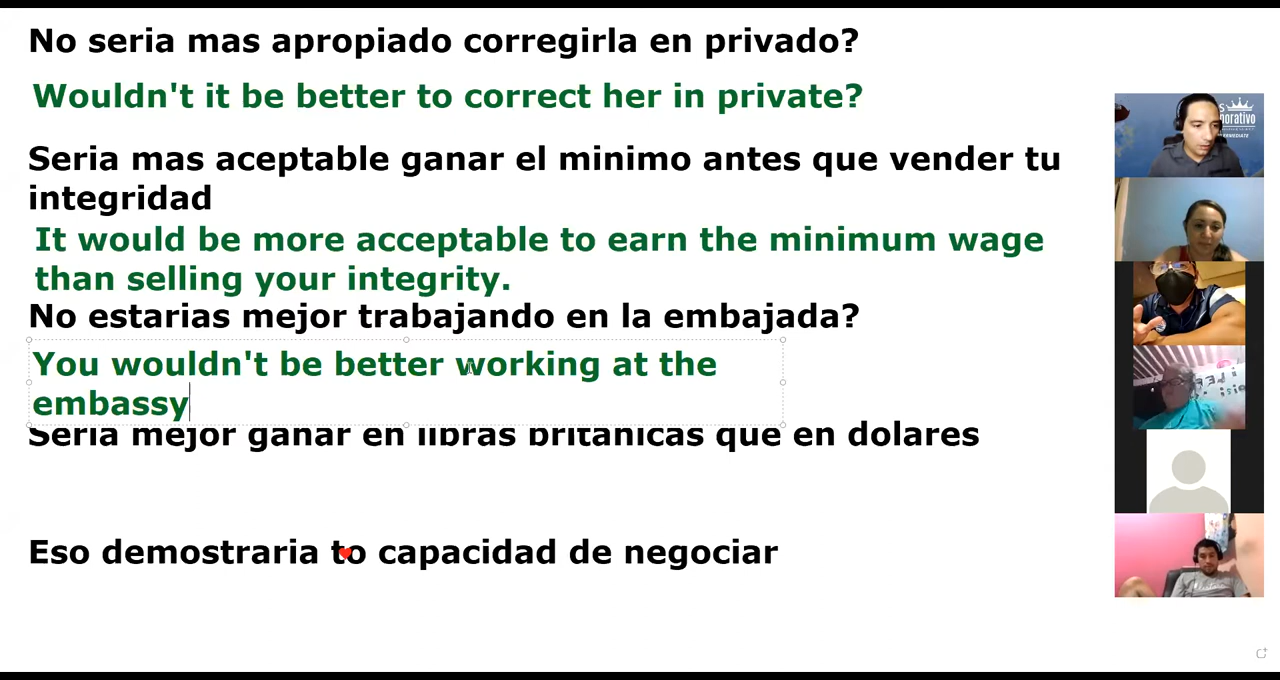 No seria mas apropiado corregirla en privado?
Wouldn't it be better to correct her in private?
Seria mas aceptable ganar el minimo antes que vender tu
integridad
It would be more acceptable to earn the minimum wage
than selling your integrity.
No estarias mejor trabajando en la embajada?
You wouldn't be better working at the
embassy
Seria mejor ganar en libras britanicas que en dolares
Eso demostraria to capacidad de negociar